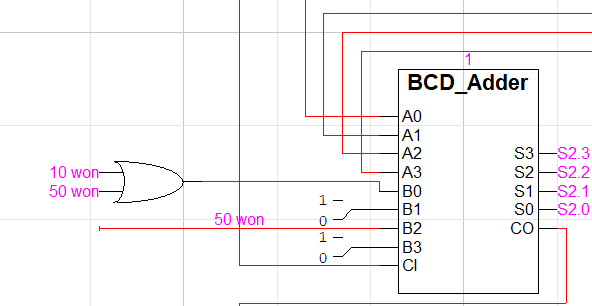 1
BCD_Adder
A0
A1
10 won
A2
S3 S2.3
A3
S2 S2.2
50 won
B0
S1 S2.1
1
B1
S0 S2.0
0
50 won
B2
CO
1
B3
0
CI